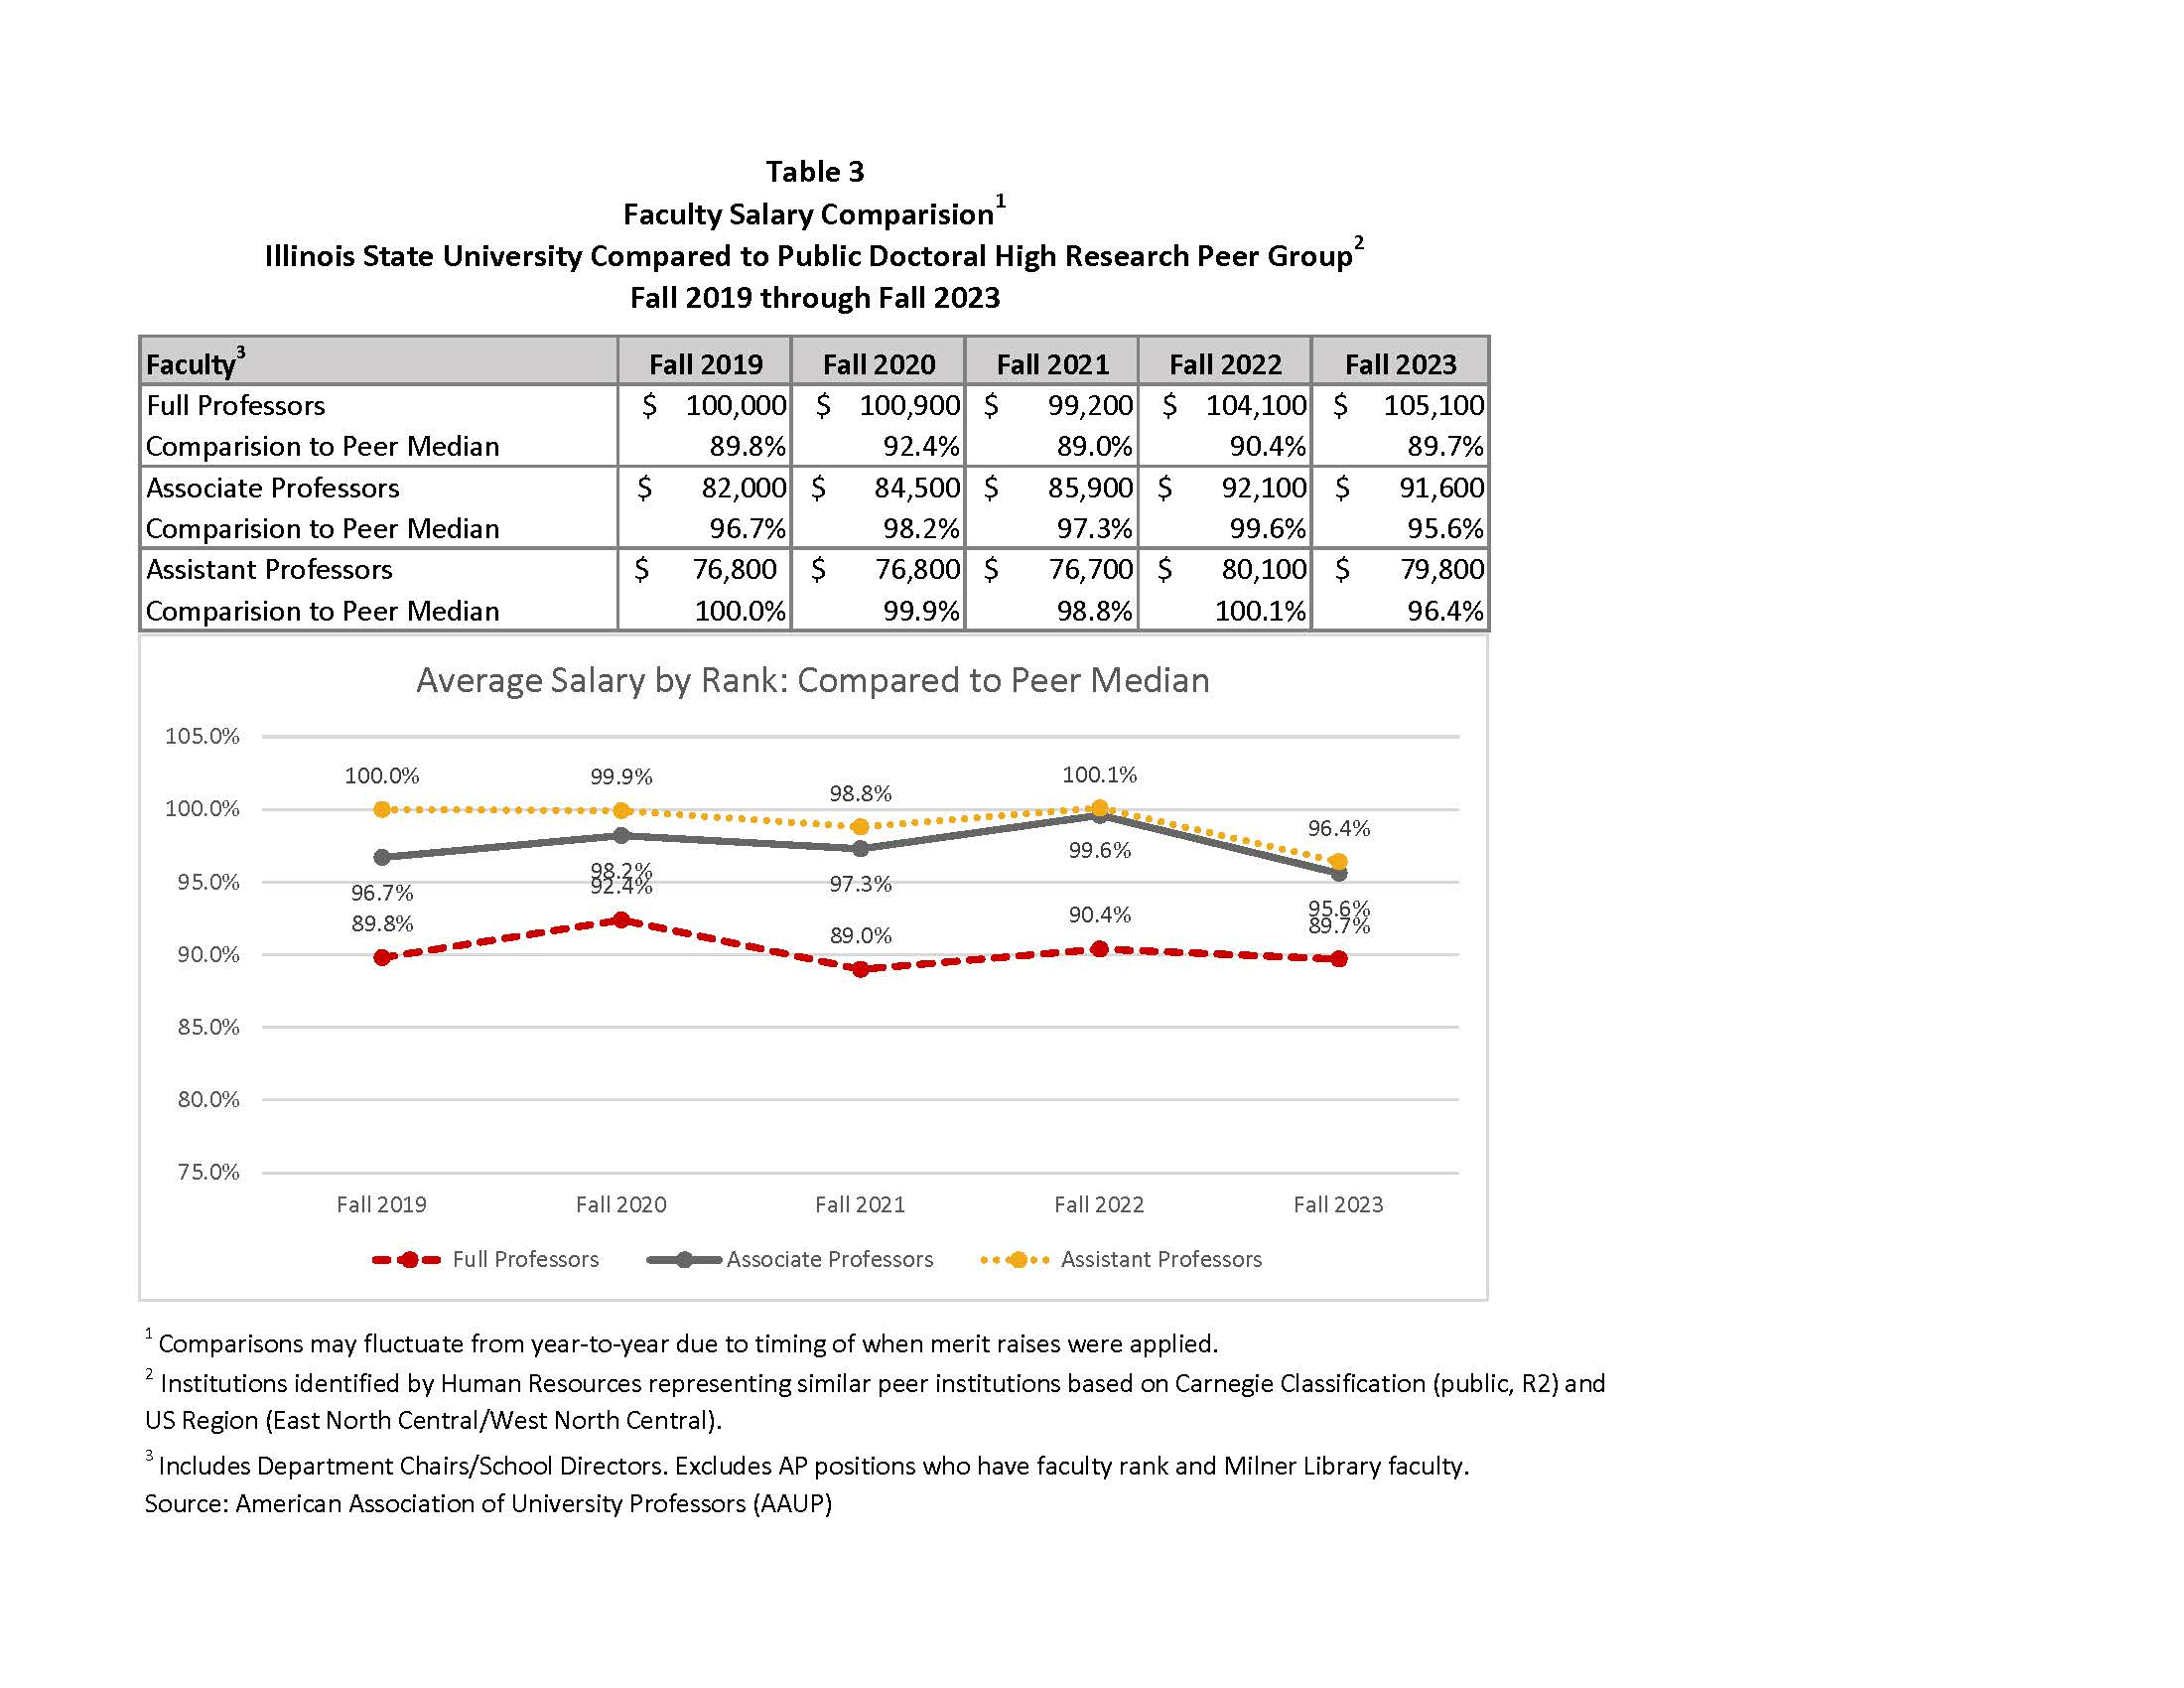 Table 3
Faculty Salary Comparision1
Illinois State University Compared to Public Doctoral High Research Peer Group2
Fall 2019 through Fall 2023
Faculty3 Fall 2019 Fall 2020 Fall 2021 Fall 2022 Fall 2023
Full Professors $ 100,000 $ 100,900 $ 99,200 $ 104,100 $ 105,100
Comparision to Peer Median 89.8% 92.4% 89.0% 90.4% 89.7%
Associate Professors $ 82,000 $ 84,500 $ 85,900 $ 92,100 $ 91,600
Comparision to Peer Median 96.7% 98.2% 97.3% 99.6% 95.6%
Assistant Professors $ 76,800 $ 76,800 $ 76,700 $ 80,100 $ 79,800
Comparision to Peer Median 100.0% 99.9% 98.8% 100.1% 96.4%
Average Salary by Rank: Compared to Peer Median
105.0%
100.0% 99.9% 98.8% 100.1% 96.4%
100.0%
96.7% 98.2% 97.3% 99.6% 95.6%
95.0%
89.8% 92.4% 89.0% 90.4% 89.7%
90.0%
85.0%
80.0%
75.0%
Fall 2019 Fall 2020 Fall 2021 Fall 2022 Fall 2023
Full Professors Associate Professors Assistant Professors
1 Comparisons may fluctuate from year-to-year due to timing of when merit raises were applied.
2 Institutions identified by Human Resources representing similar peer institutions based on Carnegie Classification (public, R2) and
US Region (East North Central/West North Central).
3 Includes Department Chairs/School Directors. Excludes AP positions who have faculty rank and Milner Library faculty.
Source: American Association of University Professors (AAUP)